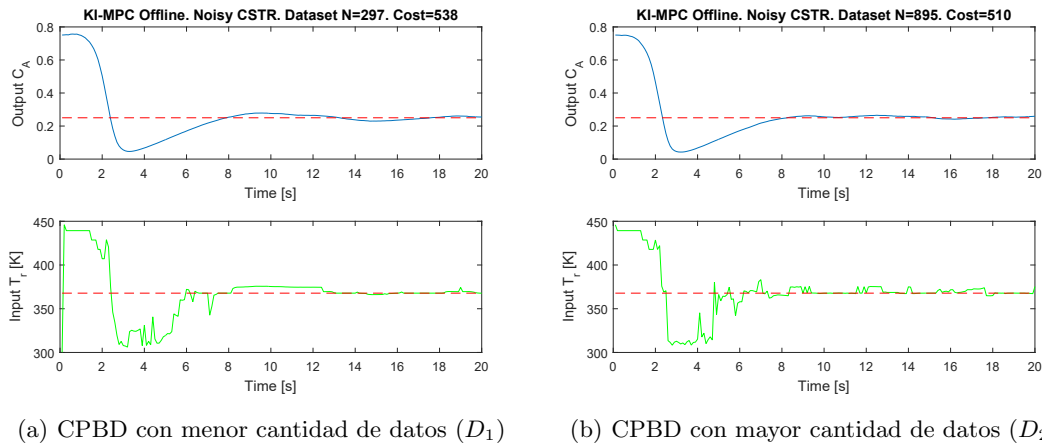 KI-MPC Offline. Noisy CSTR. Dataset N=297. Cost=538
0.8
0.6
0.4
0.2
0
Output C_A
0 2 4 6 8 10 12 14 16 18 20
Time [s]
450
400
350
300
Input T_r [K]
0 2 4 6 8 10 12 14 16 18 20
Time [s]
(a) CPBD con menor cantidad de datos (D₁)
KI-MPC Offline. Noisy CSTR. Dataset N=895. Cost=510
0.8
0.6
0.4
0.2
0
Output C_A
0 2 4 6 8 10 12 14 16 18 20
Time [s]
450
400
350
300
Input T_r [K]
0 2 4 6 8 10 12 14 16 18 20
Time [s]
(b) CPBD con mayor cantidad de datos